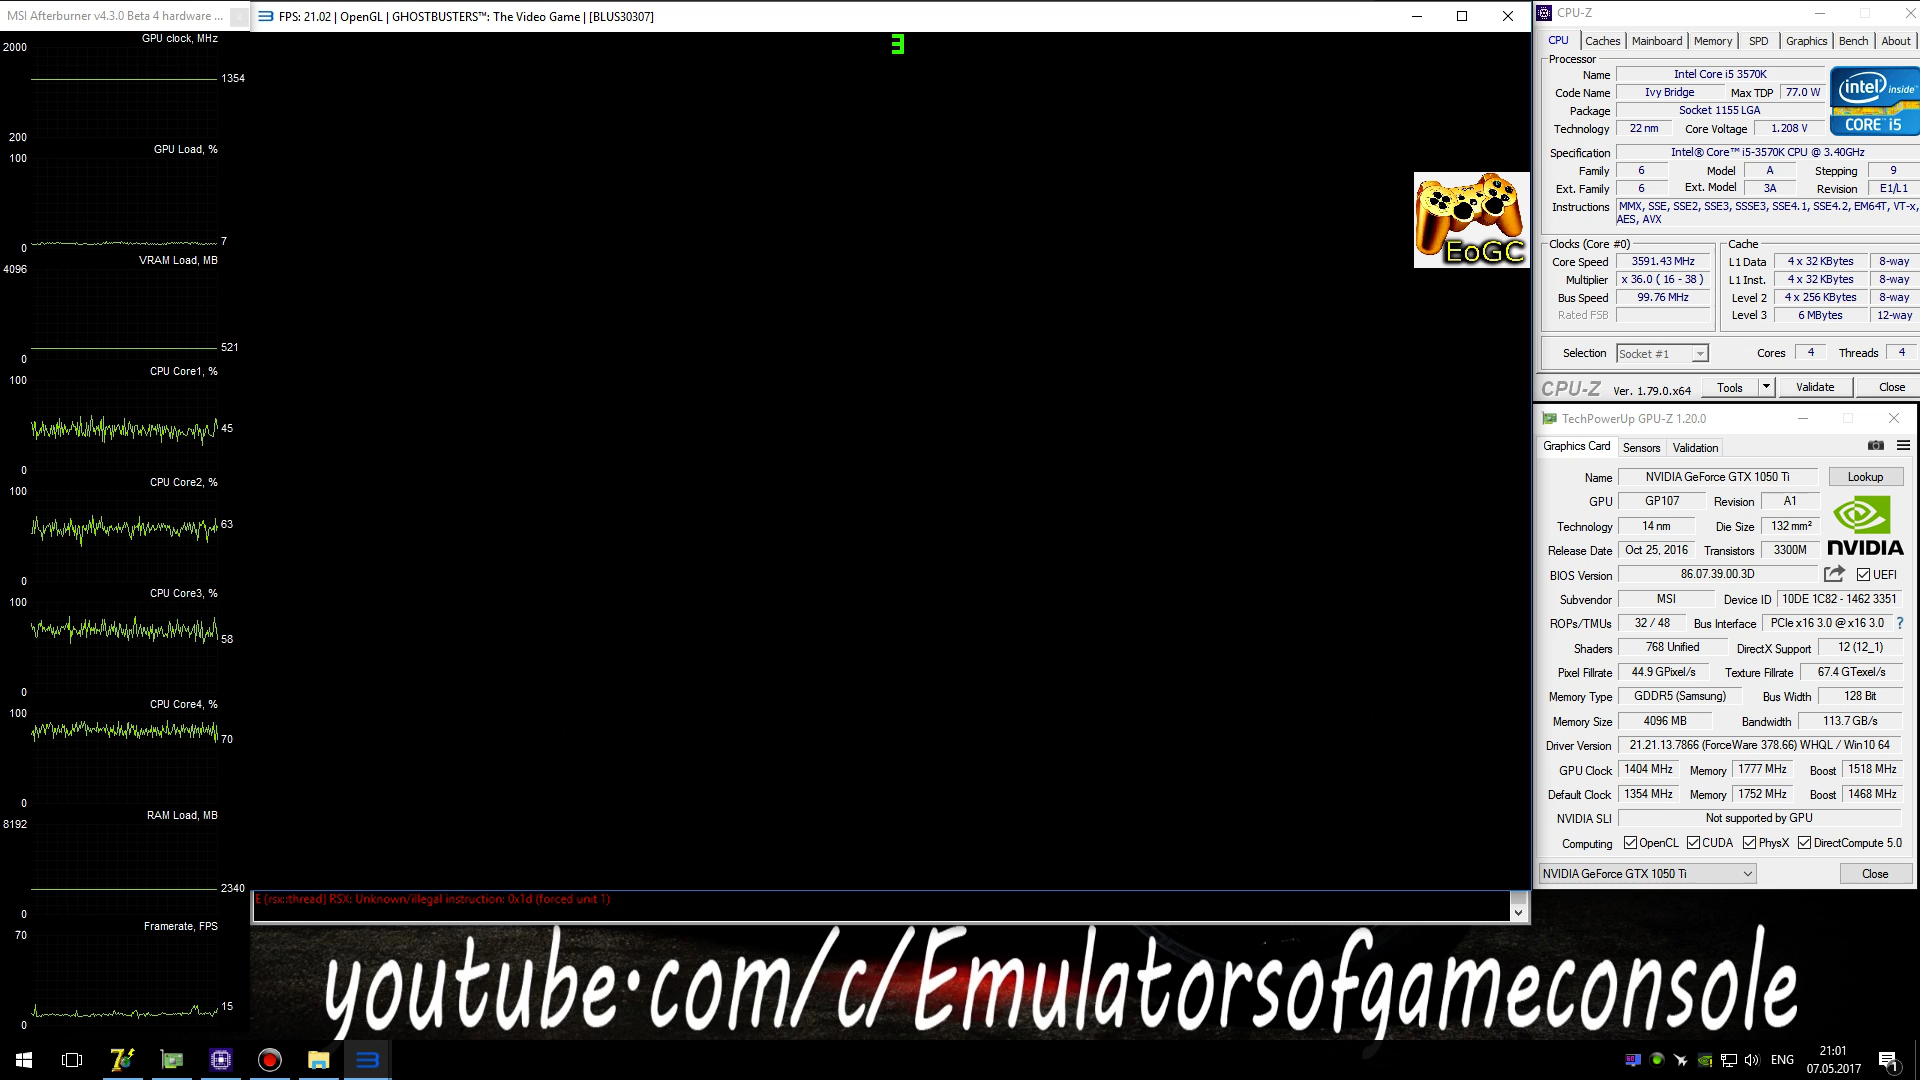 MSI Afterburner v4.3.0 Beta 4 hardware ...
GPU clock, MHz
2000
1354
200
GPU Load, %
100
7
0
VRAM Load, MB
4096
521
0
CPU Core1, %
100
45
0
CPU Core2, %
100
63
0
CPU Core3, %
100
58
0
CPU Core4, %
100
70
0
RAM Load, MB
8192
2340
0
Framerate, FPS
70
15
0
FPS: 21.02 | OpenGL | GHOSTBUSTERS™: The Video Game | [BLUS30307]
3
EoGC
E {rsx::thread} RSX: Unknown/illegal instruction: 0x1d (forced unit 1)
youtube.com/c/Emulatorsofgameconsole
CPU-Z
CPU Caches Mainboard Memory SPD Graphics Bench About
Processor
Name Intel Core i5 3570K
Code Name Ivy Bridge Max TDP 77.0 W
Package Socket 1155 LGA
Technology 22 nm Core Voltage 1.208 V
intel inside™
CORE i5
Specification Intel® Core™ i5-3570K CPU @ 3.40GHz
Family 6 Model A Stepping 9
Ext. Family 6 Ext. Model 3A Revision E1/L1
Instructions MMX, SSE, SSE2, SSE3, SSSE3, SSE4.1, SSE4.2, EM64T, VT-x,
AES, AVX
Clocks (Core #0)
Core Speed 3591.43 MHz
Multiplier x 36.0 ( 16 - 38 )
Bus Speed 99.76 MHz
Rated FSB
Cache
L1 Data 4 x 32 KBytes 8-way
L1 Inst. 4 x 32 KBytes 8-way
Level 2 4 x 256 KBytes 8-way
Level 3 6 MBytes 12-way
Selection Socket #1 Cores 4 Threads 4
CPU-Z Ver. 1.79.0.x64 Tools Validate Close
TechPowerUp GPU-Z 1.20.0
Graphics Card Sensors Validation
Name NVIDIA GeForce GTX 1050 Ti Lookup
GPU GP107 Revision A1
Technology 14 nm Die Size 132 mm²
Release Date Oct 25, 2016 Transistors 3300M
NVIDIA
BIOS Version 86.07.39.00.3D UEFI
Subvendor MSI Device ID 10DE 1C82 - 1462 3351
ROPs/TMUs 32 / 48 Bus Interface PCIe x16 3.0 @ x16 3.0 ?
Shaders 768 Unified DirectX Support 12 (12_1)
Pixel Fillrate 44.9 GPixel/s Texture Fillrate 67.4 GTexel/s
Memory Type GDDR5 (Samsung) Bus Width 128 Bit
Memory Size 4096 MB Bandwidth 113.7 GB/s
Driver Version 21.21.13.7866 (ForceWare 378.66) WHQL / Win10 64
GPU Clock 1404 MHz Memory 1777 MHz Boost 1518 MHz
Default Clock 1354 MHz Memory 1752 MHz Boost 1468 MHz
NVIDIA SLI Not supported by GPU
Computing OpenCL CUDA PhysX DirectCompute 5.0
NVIDIA GeForce GTX 1050 Ti Close
ENG
21:01
07.05.2017
1